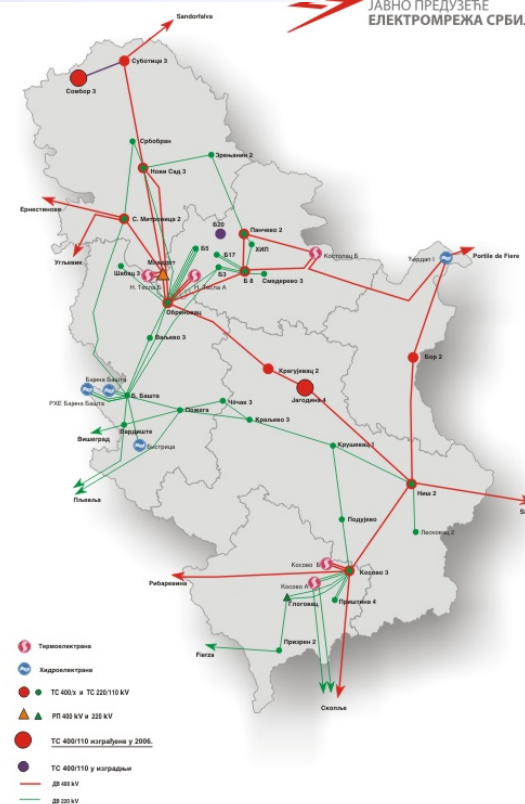 ЈАВНО ПРЕДУЗЕЋЕ
ЕЛЕКТРОМРЕЖА СРБИ
Sandorfalva
Суботица 3
Сомбор 3
Србобран
Зрењанин 2
Нови Сад 3
Ернестиново
С. Митровица 2
Б20
Панчево 2
ХИП
Б5
Б17
Костолац Б
Ђердап I
Portile de Fiere
Угљевик
Младост
Шабац 3
Н. Тесла Б
Н. Тесла А
Б3
Б 8
Смедерево 3
Обреновац
Ваљево 3
Бор 2
Крагујевац 2
Јагодина 4
Бајина Башта
Б. Башта
РХЕ Бајина Башта
Чачак 3
Пожега
Краљево 3
Вардиште
Вишеград
Бистрица
Крушевац 1
Ниш 2
Пљевља
Подујево
Лесковац 2
Косово Б
Косово 3
Рибаревина
Косово А
Глоговац
Приштина 4
Призрен 2
Fierza
Скопље
Термоелектрана
Хидроелектрана
ТС 400/x и ТС 220/110 kV
РП 400 kV и 220 kV
ТС 400/110 изграђене у 2006.
ТС 400/110 у изградњи
ДВ 400 kV
ДВ 220 kV